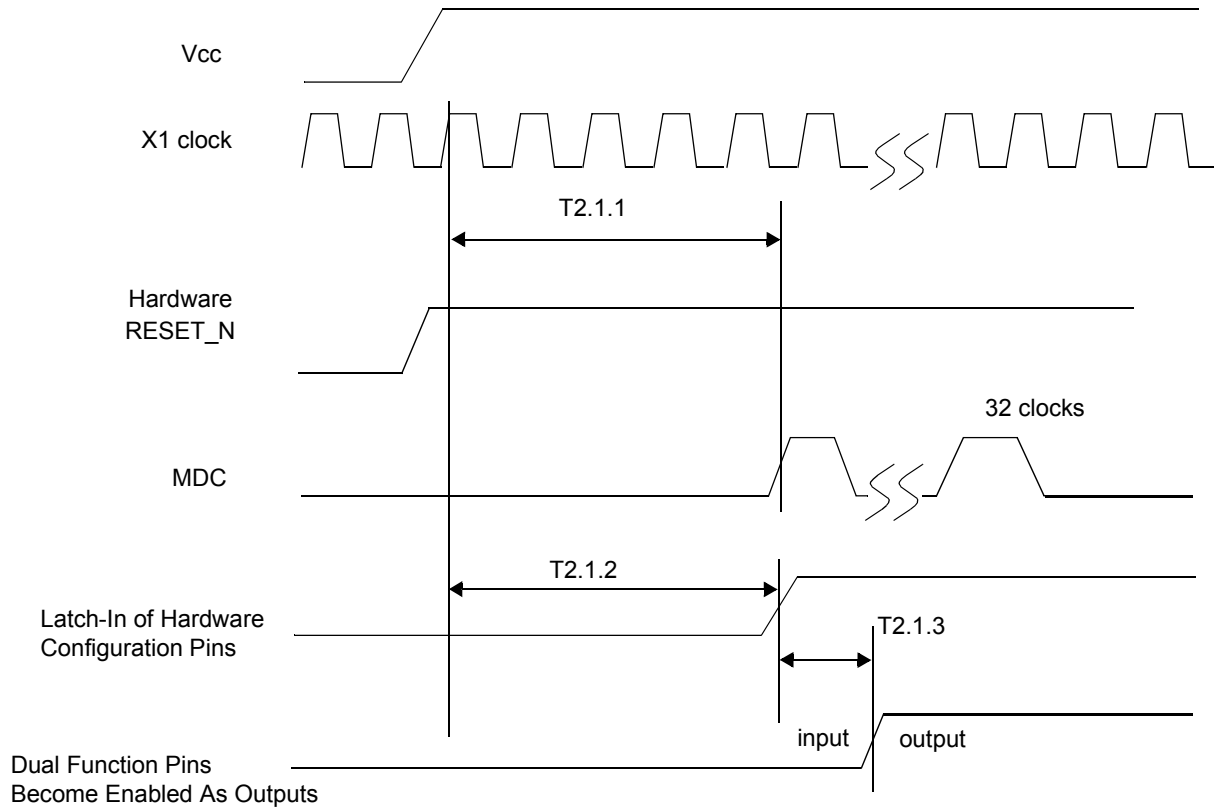 Vcc
X1 clock
T2.1.1
Hardware
RESET_N
32 clocks
MDC
T2.1.2
Latch-In of Hardware
Configuration Pins
T2.1.3
input
output
Dual Function Pins
Become Enabled As Outputs